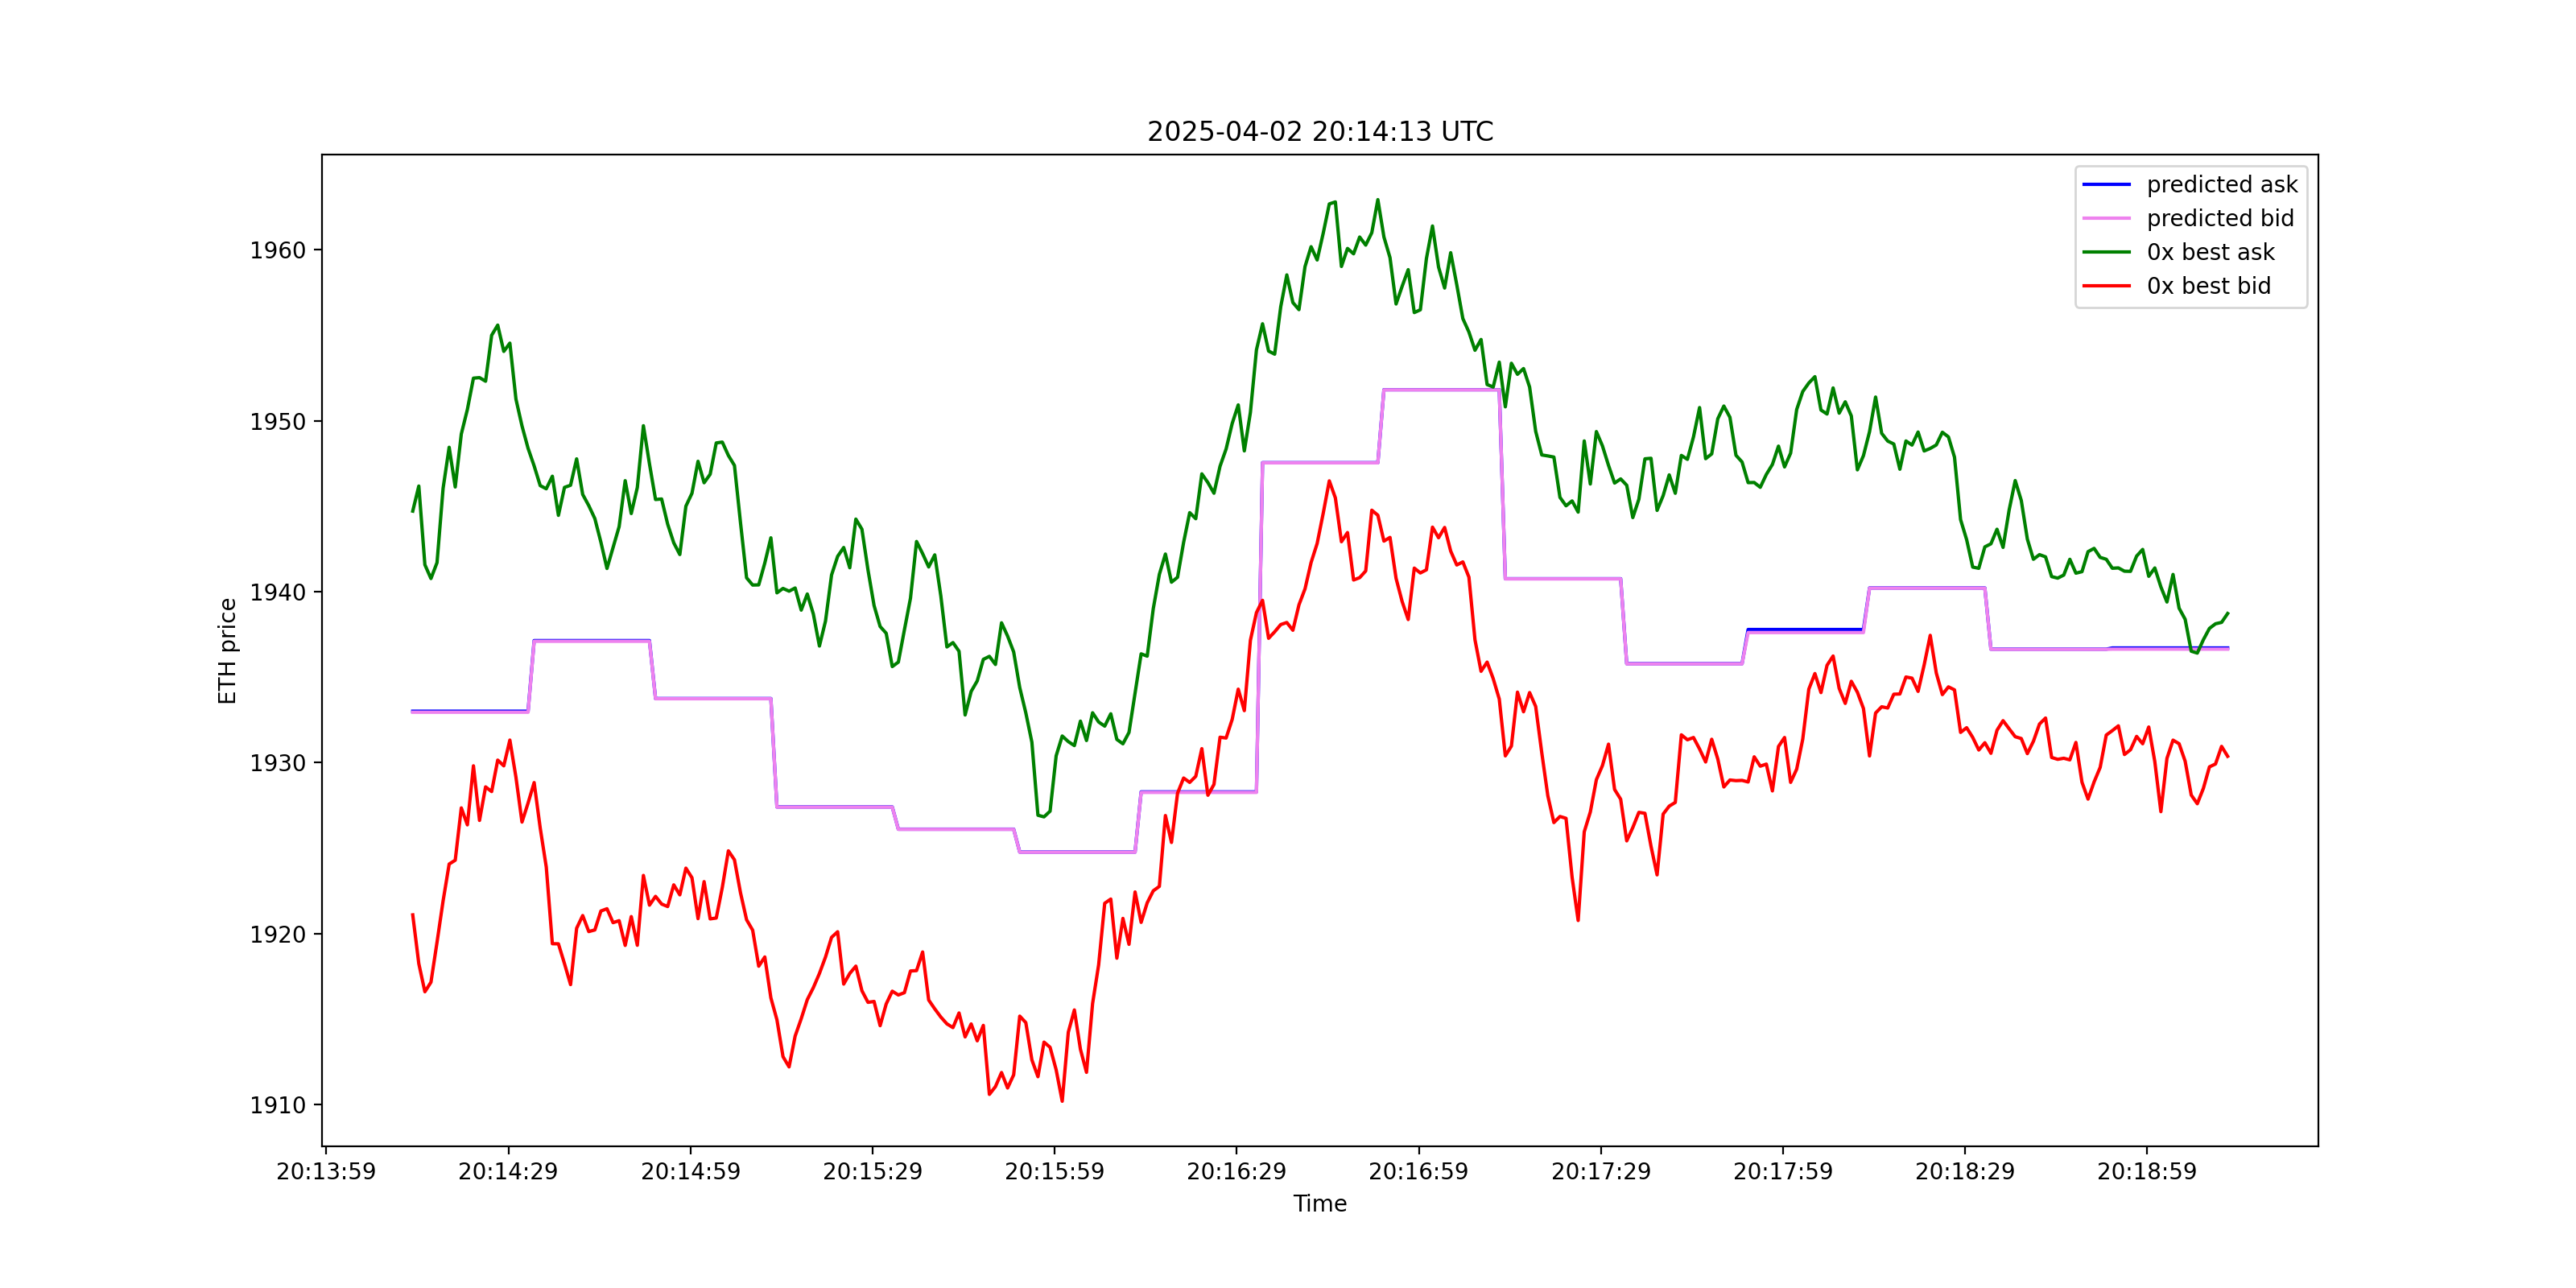 2025-04-02 20:14:13 UTC
predicted ask
predicted bid
0x best ask
0x best bid
ETH price
1960
1950
1940
1930
1920
1910
20:13:59 20:14:29 20:14:59 20:15:29 20:15:59 20:16:29 20:16:59 20:17:29 20:17:59 20:18:29 20:18:59
Time